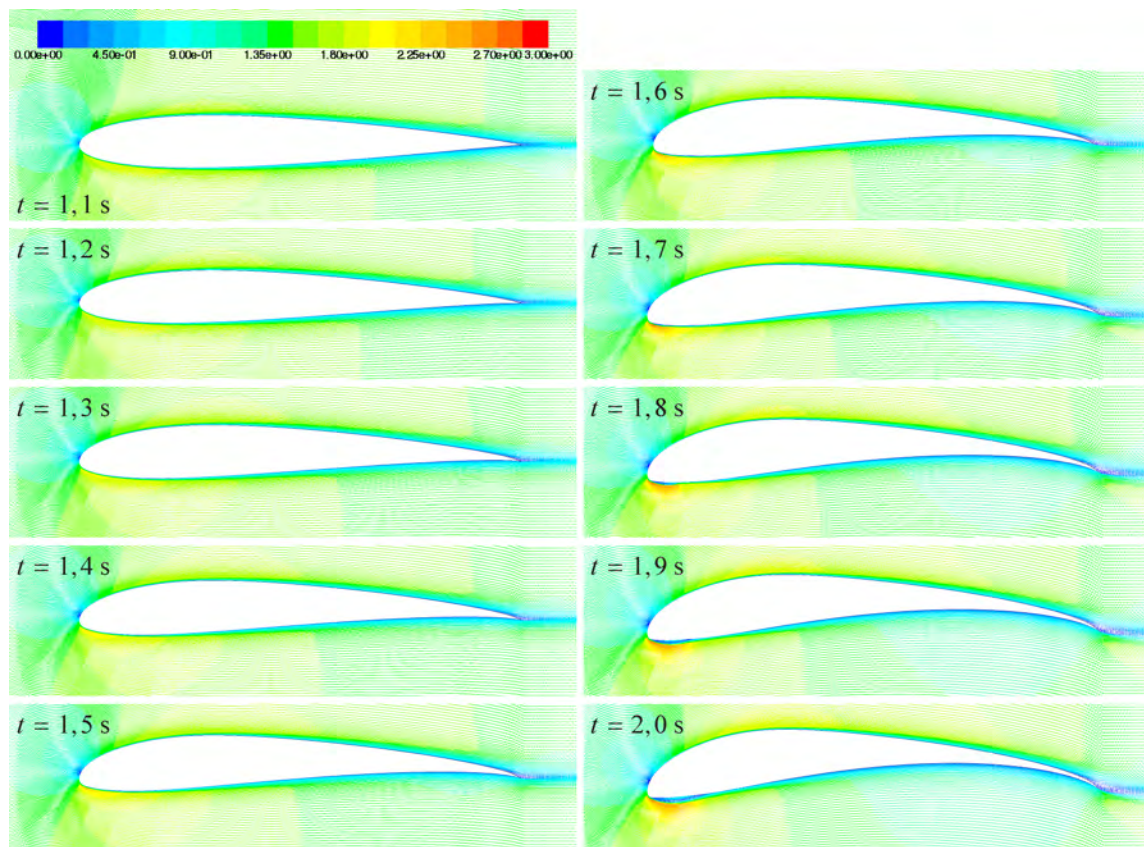 0.00e+00 4.50e-01 9.00e-01 1.35e+00 1.80e+00 2.25e+00 2.70e+00 3.00e+00
t = 1,1 s
t = 1,2 s
t = 1,3 s
t = 1,4 s
t = 1,5 s
t = 1,6 s
t = 1,7 s
t = 1,8 s
t = 1,9 s
t = 2,0 s